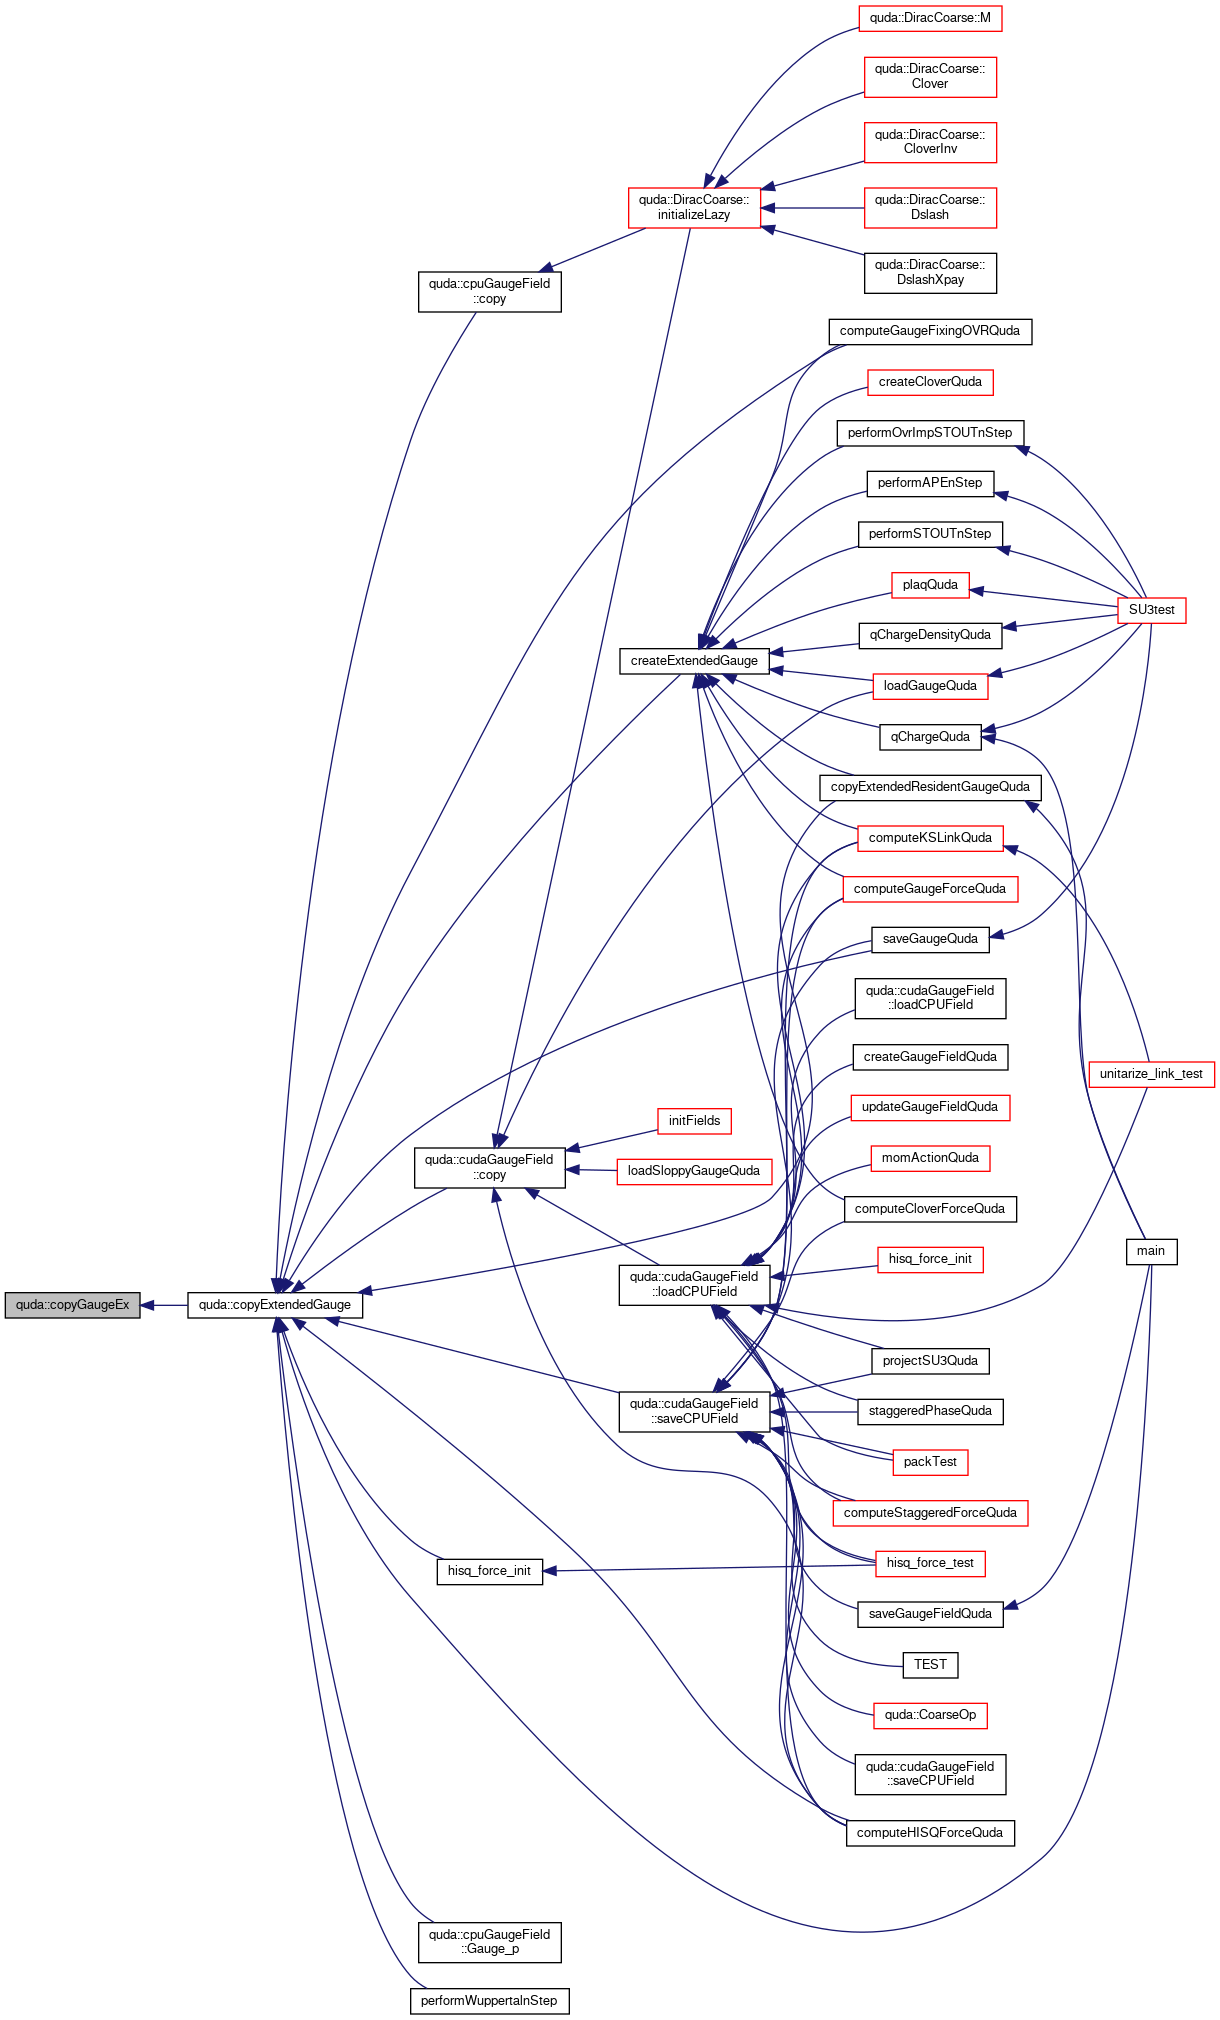 quda::DiracCoarse::M
quda::DiracCoarse::
Clover
quda::DiracCoarse::
CloverInv
quda::DiracCoarse::
initializeLazy
quda::DiracCoarse::
Dslash
quda::DiracCoarse::
DslashXpay
quda::cpuGaugeField
::copy
computeGaugeFixingOVRQuda
createCloverQuda
performOvrImpSTOUTnStep
performAPEnStep
performSTOUTnStep
plaqQuda
SU3test
qChargeDensityQuda
createExtendedGauge
loadGaugeQuda
qChargeQuda
copyExtendedResidentGaugeQuda
computeKSLinkQuda
computeGaugeForceQuda
saveGaugeQuda
quda::cudaGaugeField
::loadCPUField
createGaugeFieldQuda
unitarize_link_test
updateGaugeFieldQuda
initFields
momActionQuda
quda::cudaGaugeField
::copy
loadSloppyGaugeQuda
computeCloverForceQuda
main
hisq_force_init
quda::cudaGaugeField
::loadCPUField
quda::copyGaugeEx
quda::copyExtendedGauge
projectSU3Quda
quda::cudaGaugeField
::saveCPUField
staggeredPhaseQuda
packTest
computeStaggeredForceQuda
hisq_force_init
hisq_force_test
saveGaugeFieldQuda
TEST
quda::CoarseOp
quda::cudaGaugeField
::saveCPUField
computeHISQForceQuda
quda::cpuGaugeField
::Gauge_p
performWuppertalnStep